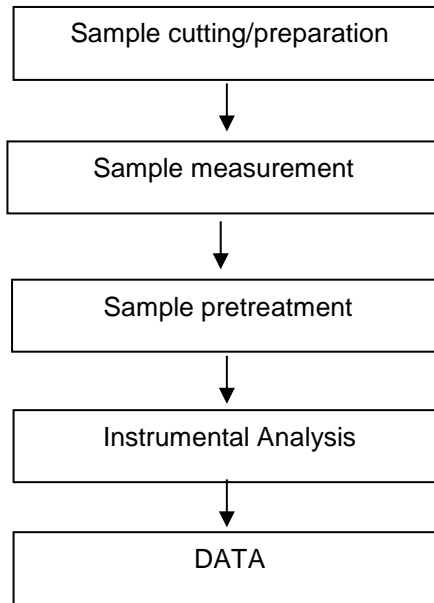 Sample cutting/preparation
Sample measurement
Sample pretreatment
Instrumental Analysis
DATA